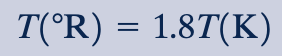 T(°R) = 1.8T(K)